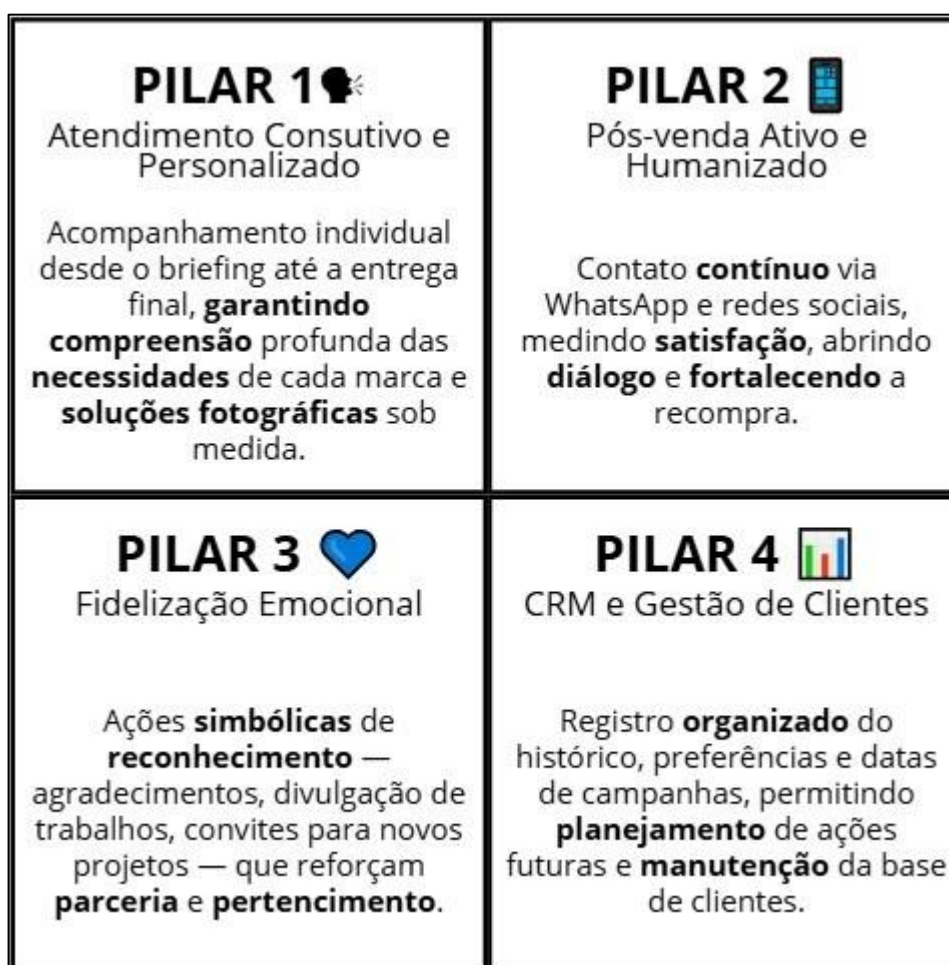 PILAR 1
Atendimento Consutivo e
Personalizado
Acompanhamento individual
desde o briefing até a entrega
final, garantindo
compreensão profunda das
necessidades de cada marca e
soluções fotográficas sob
medida.
PILAR 2
Pós-venda Ativo e
Humanizado
Contato contínuo via
WhatsApp e redes sociais,
medindo satisfação, abrindo
diálogo e fortalecendo a
recompra.
PILAR 3
Fidelização Emocional
Ações simbólicas de
reconhecimento —
agradecimentos, divulgação de
trabalhos, convites para novos
projetos — que reforçam
parceria e pertencimento.
PILAR 4
CRM e Gestão de Clientes
Registro organizado do
histórico, preferências e datas
de campanhas, permitindo
planejamento de ações
futuras e manutenção da base
de clientes.